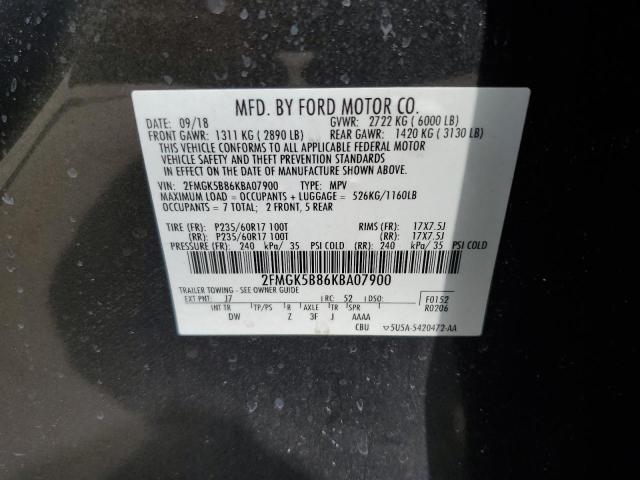 MFD. BY FORD MOTOR CO.
DATE: 09/18 GVWR: 2722 KG ( 6000 LB)
FRONT GAWR: 1311 KG ( 2890 LB) REAR GAWR: 1420 KG ( 3130 LB)
THIS VEHICLE CONFORMS TO ALL APPLICABLE FEDERAL MOTOR
VEHICLE SAFETY AND THEFT PREVENTION STANDARDS
IN EFFECT ON THE DATE OF MANUFACTURE SHOWN ABOVE.
VIN: 2FMGK5B86KBA07900 TYPE: MPV
MAXIMUM LOAD = OCCUPANTS + LUGGAGE = 526KG/1160LB
OCCUPANTS = 7 TOTAL; 2 FRONT, 5 REAR
TIRE (FR): P235/60R17 100T RIMS (FR): 17X7.5J
(RR): P235/60R17 100T (RR): 17X7.5J
PRESSURE (FR): 240 kPa/ 35 PSI COLD (RR) 240 kPa/ 35 PSI COLD
2FMGK5B86KBA07900
TRAILER TOWING - SEE OWNER GUIDE
EXT PNT: J7 RC: 52 DSO: F0152
INT TR TP/PS R AXLE TR SPR R0206
DW Z 3F J AAAA
CBU ▽5U5A-5420472-AA